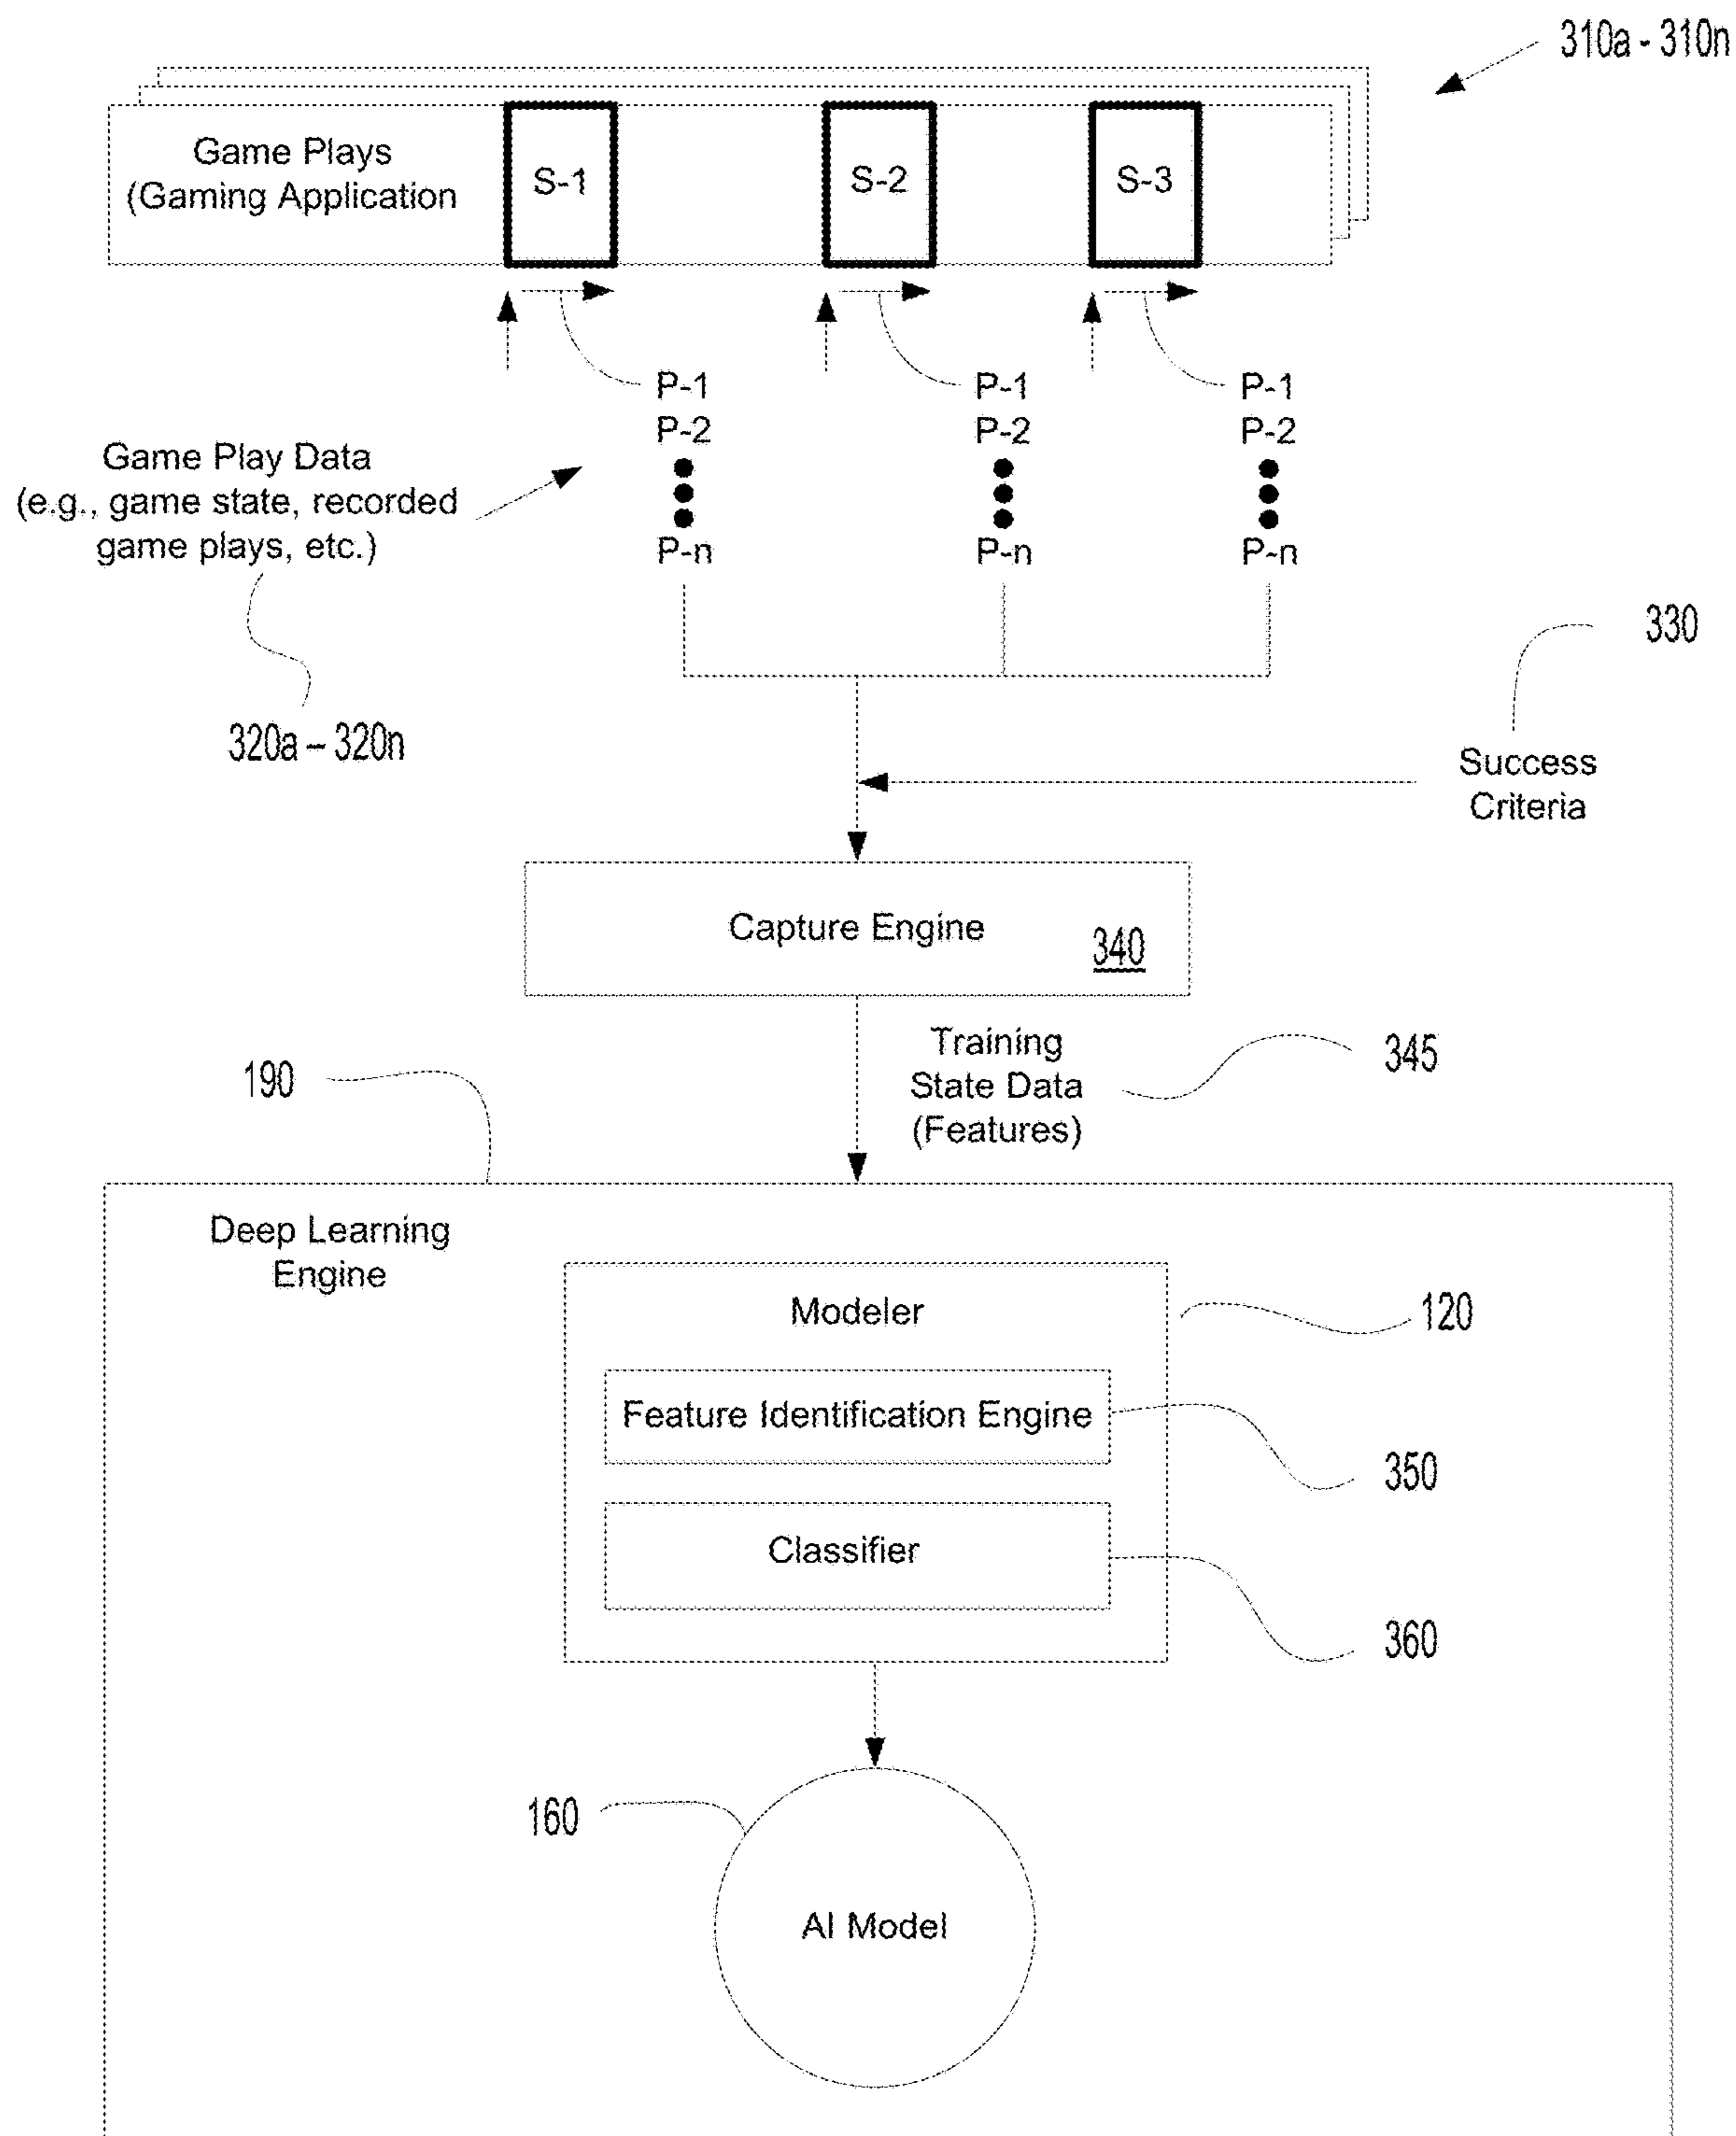 310a - 310n
Game Plays
(Gaming Application
S-1
S-2
S-3
P-1
P-2
P-n
P-1
P-2
P-n
P-1
P-2
P-n
Game Play Data
(e.g., game state, recorded
game plays, etc.)
320a – 320n
330
Success
Criteria
Capture Engine
340
Training
State Data
(Features)
345
190
Deep Learning
Engine
Modeler
120
Feature Identification Engine
350
Classifier
360
160
AI Model